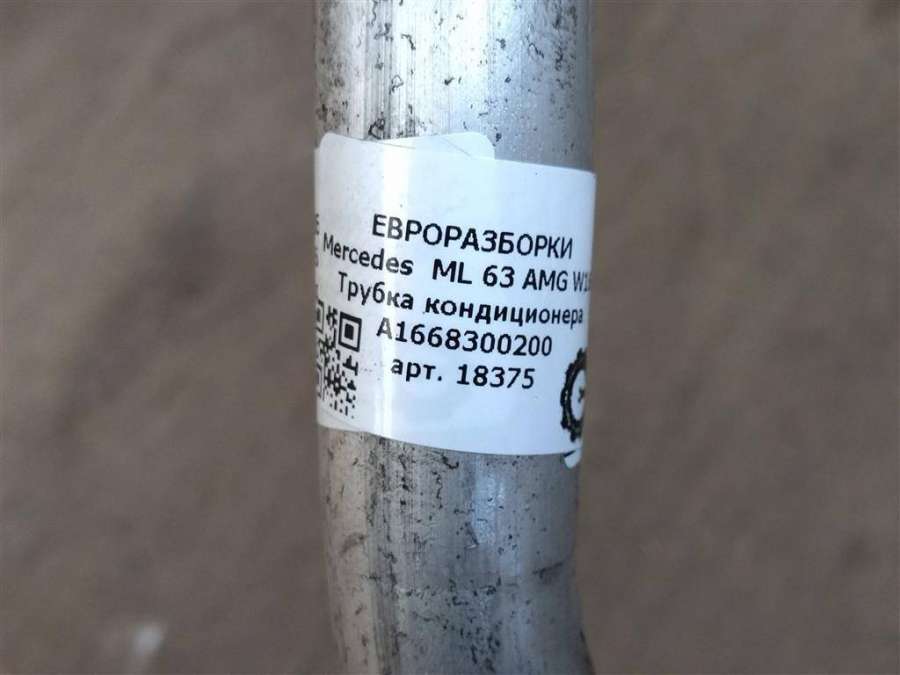 ЕВРОРАЗБОРКИ
Mercedes ML 63 AMG
Трубка кондиционера
A1668300200
арт. 18375